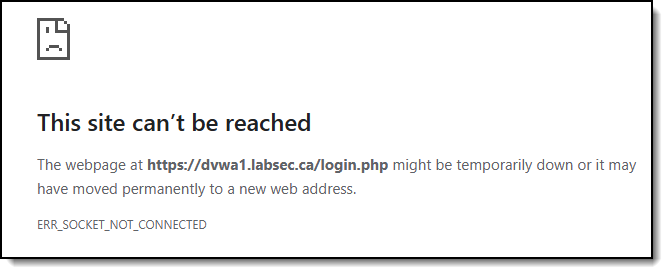 This site can’t be reached
The webpage at https://dvwa1.labsec.ca/login.php might be temporarily down or it may
have moved permanently to a new web address.
ERR_SOCKET_NOT_CONNECTED